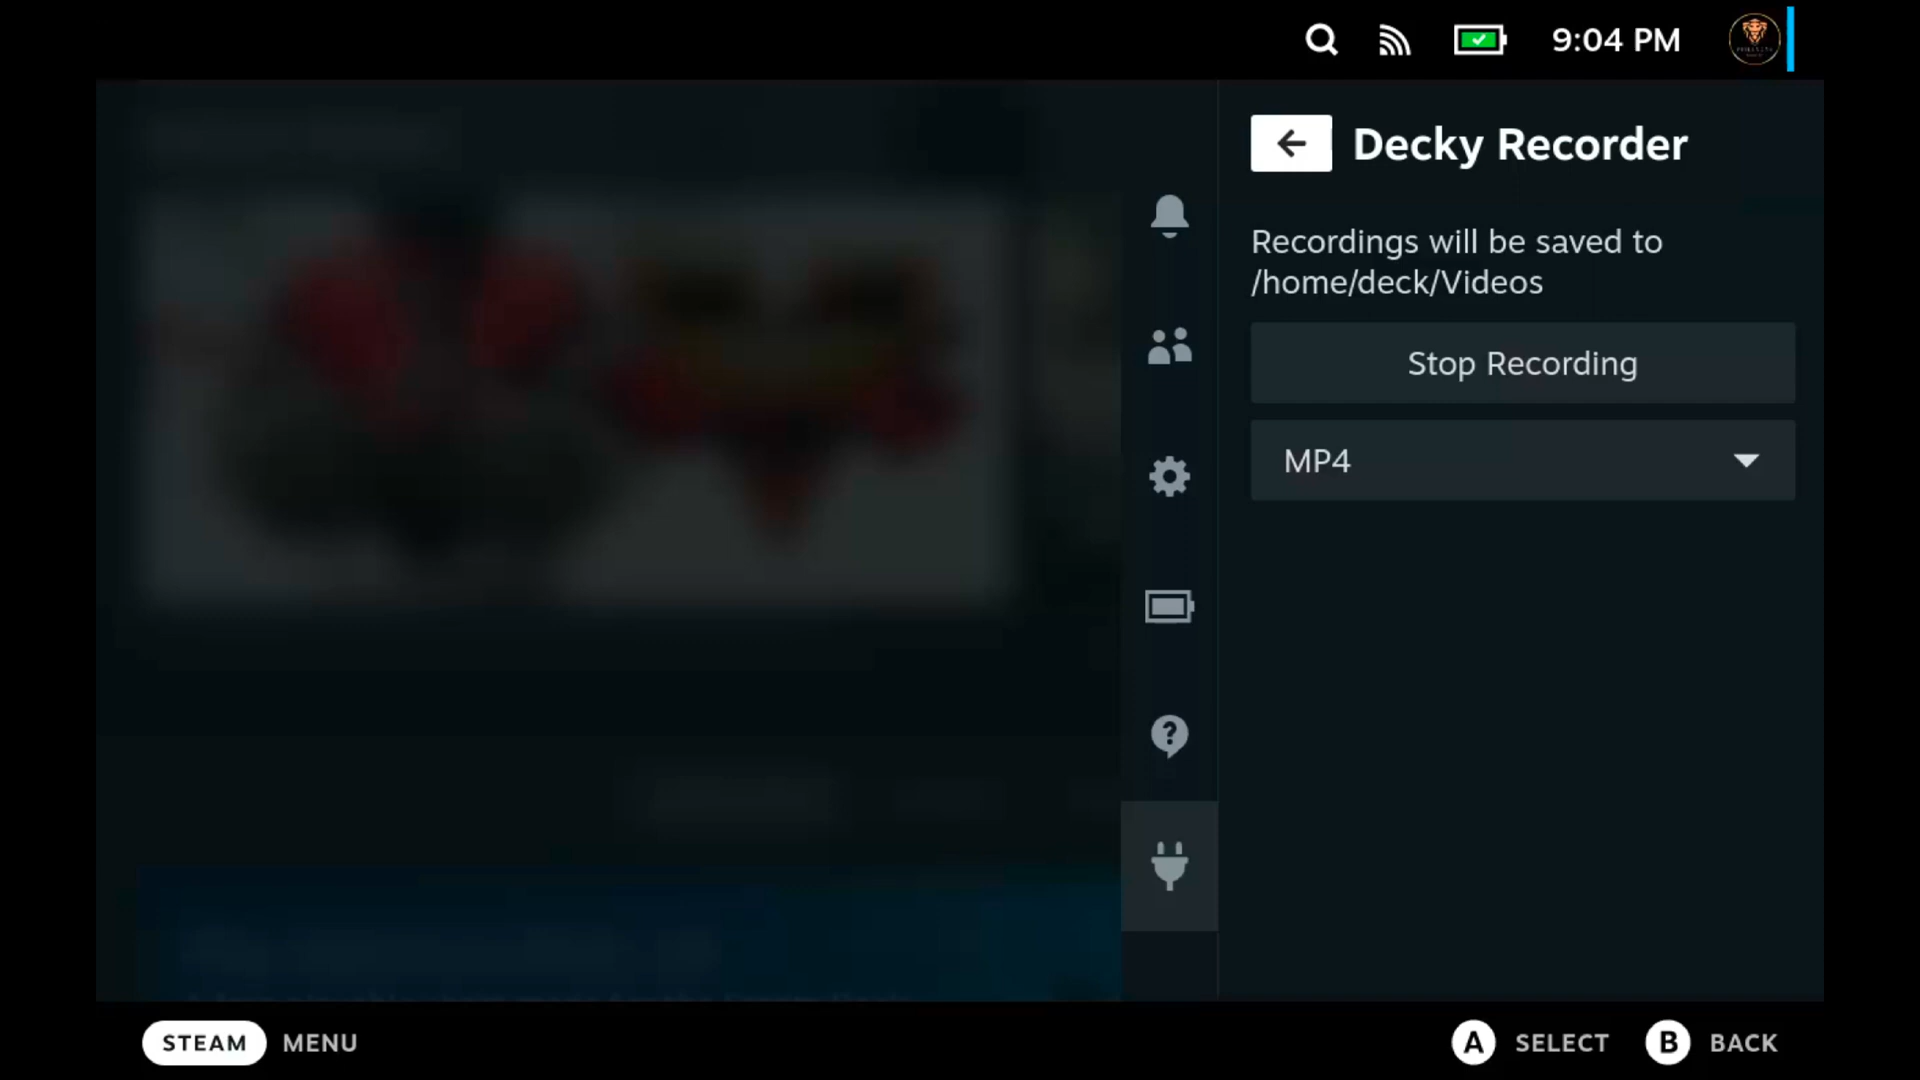 9:04 PM
Decky Recorder
Recordings will be saved to
/home/deck/Videos
Stop Recording
MP4
STEAM MENU
A SELECT B BACK